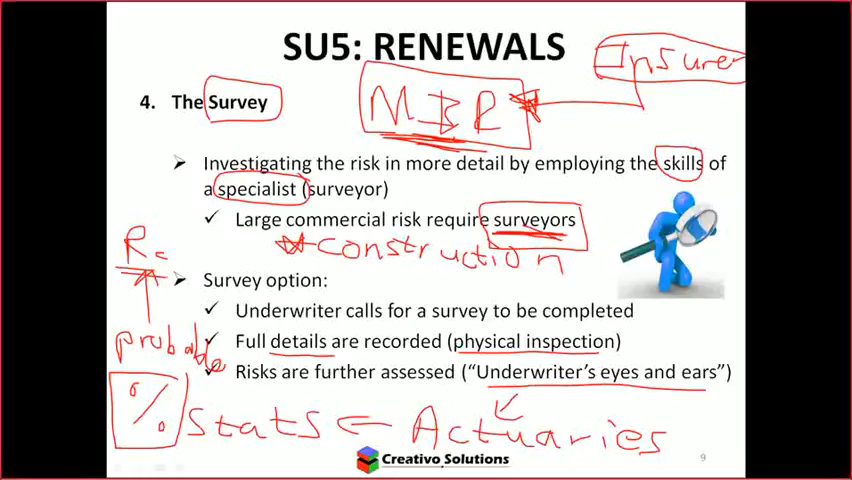 SU5: RENEWALS
Insurer
4. The Survey
MBR
Investigating the risk in more detail by employing the skills of
a specialist (surveyor)
Large commercial risk require surveyors
construction
Survey option:
Underwriter calls for a survey to be completed
Full details are recorded (physical inspection)
probable
Risks are further assessed ("Underwriter's eyes and ears")
% Stats ← Actuaries
Creativo Solutions
9